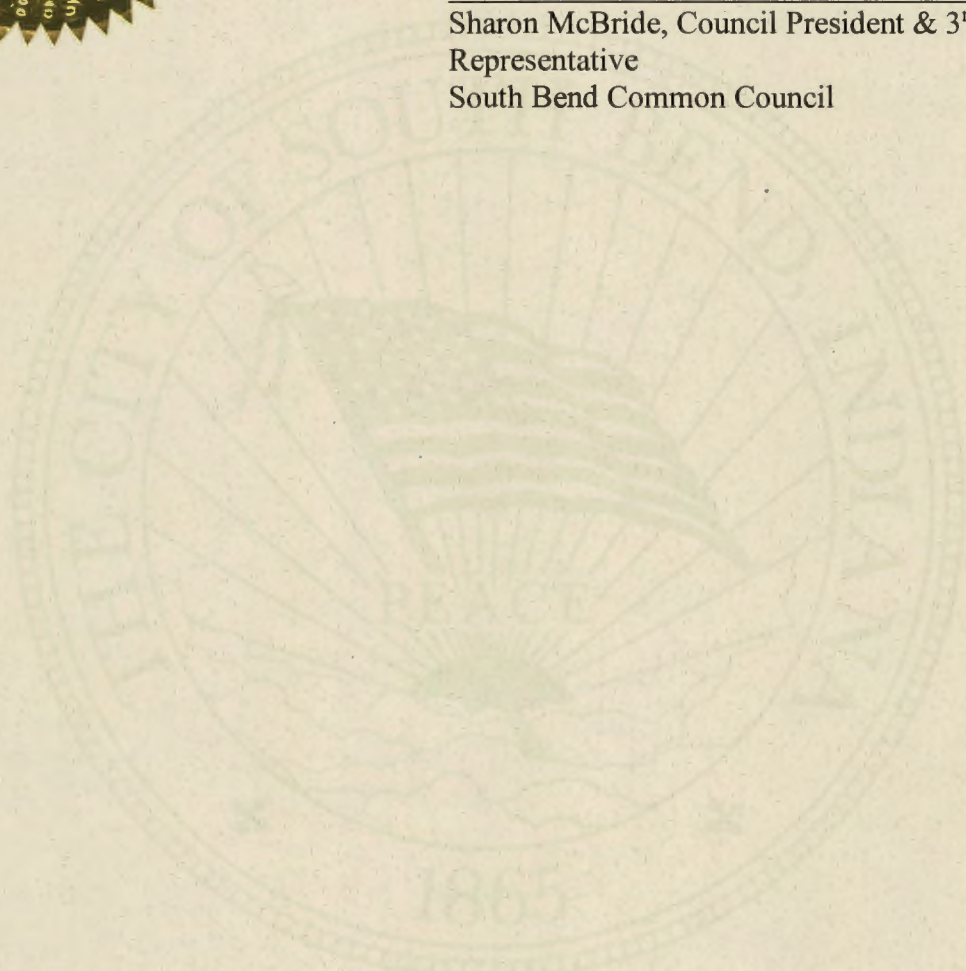 Sharon McBride, Council President & 3
Representative
South Bend Common Council
THE CITY OF SOUTH BEND, INDIANA
PEACE
1865